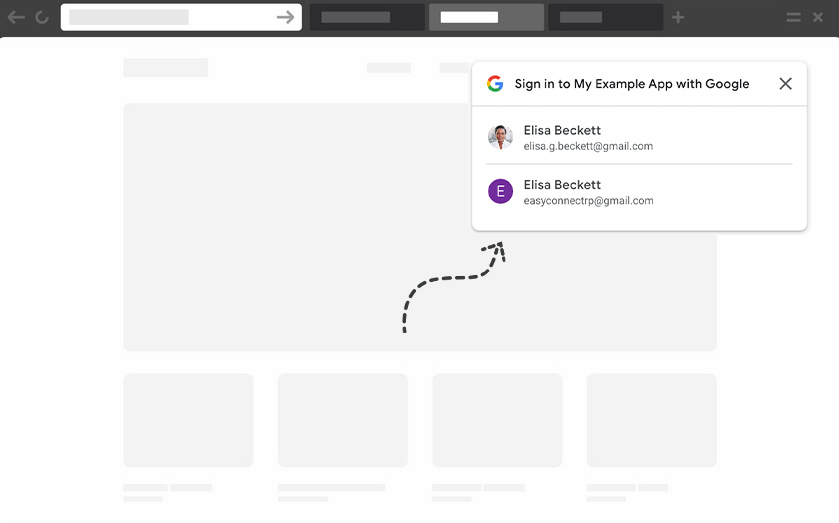 Sign in to My Example App with Google
Elisa Beckett
elisa.g.beckett@gmail.com
E
Elisa Beckett
easyconnectrp@gmail.com